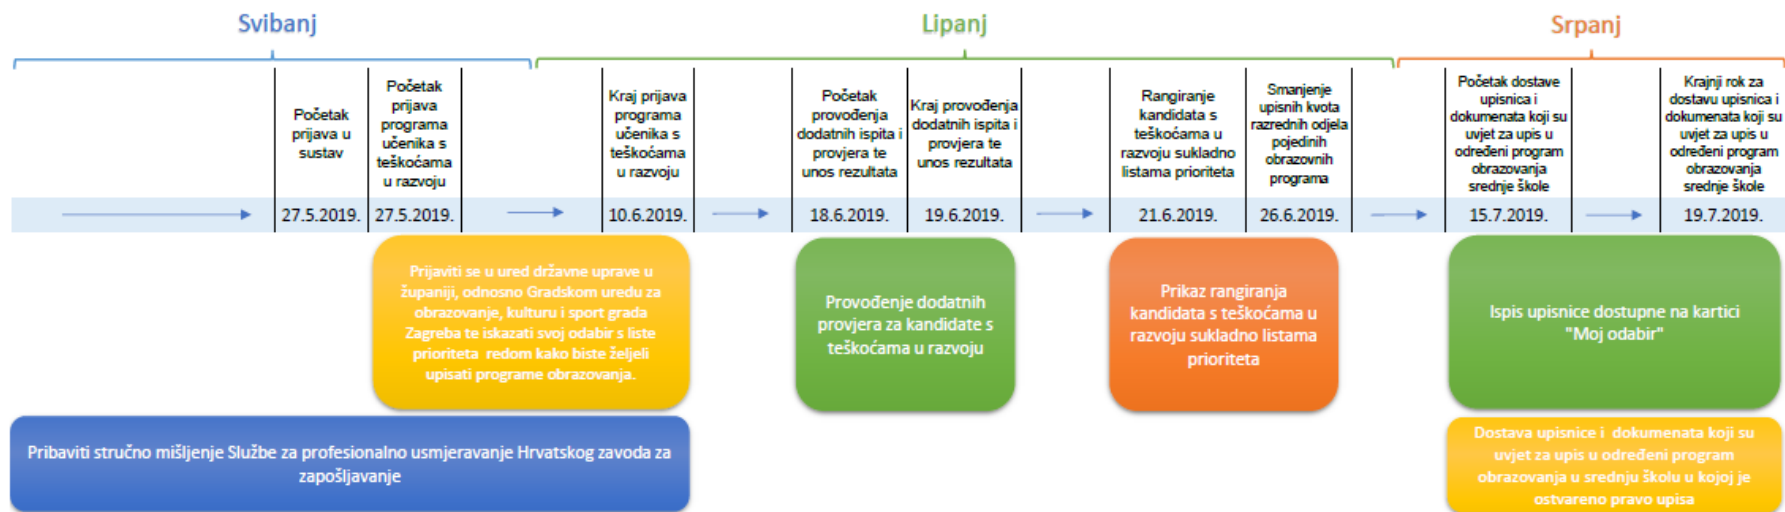 Svibanj
Lipanj
Srpanj
Početak
prijava u
sustav
Početak
prijava
programa
učenika s
teškoćama
u razvoju
Kraj prijava
programa
učenika s
teškoćama
u razvoju
Početak
provođenja
dodatnih ispita i
provjera te
unos rezultata
Kraj provođenja
dodatnih ispita i
provjera te
unos rezultata
Rangiranje
kandidata s
teškoćama u
razvoju sukladno
listama prioriteta
Smanjenje
upisnih kvota
razrednih odjela
pojedinih
obrazovnih
programa
Početak dostave
upisnica i
dokumenata koji su
uvjet za upis u
određeni program
obrazovanja
srednje škole
Krajnji rok za
dostavu upisnica i
dokumenata koji su
uvjet za upis u
određeni program
obrazovanja
srednje škole
27.5.2019.
27.5.2019.
10.6.2019.
18.6.2019.
19.6.2019.
21.6.2019.
26.6.2019.
15.7.2019.
19.7.2019.
Prijaviti se u ured državne uprave u
županiji, odnosno Gradskom uredu za
obrazovanje, kulturu i sport grada
Zagreba te iskazati svoj odabir s liste
prioriteta redom kako biste željeli
upisati programe obrazovanja.
Provođenje dodatnih
provjera za kandidate s
teškoćama u razvoju
Prikaz rangiranja
kandidata s teškoćama u
razvoju sukladno listama
prioriteta
Ispis upisnice dostupne na kartici
"Moj odabir"
Pribaviti stručno mišljenje Službe za profesionalno usmjeravanje Hrvatskog zavoda za
zapošljavanje
Dostava upisnice i dokumenata koji su
uvjet za upis u određeni program
obrazovanja u srednju školu u kojoj je
ostvareno pravo upisa